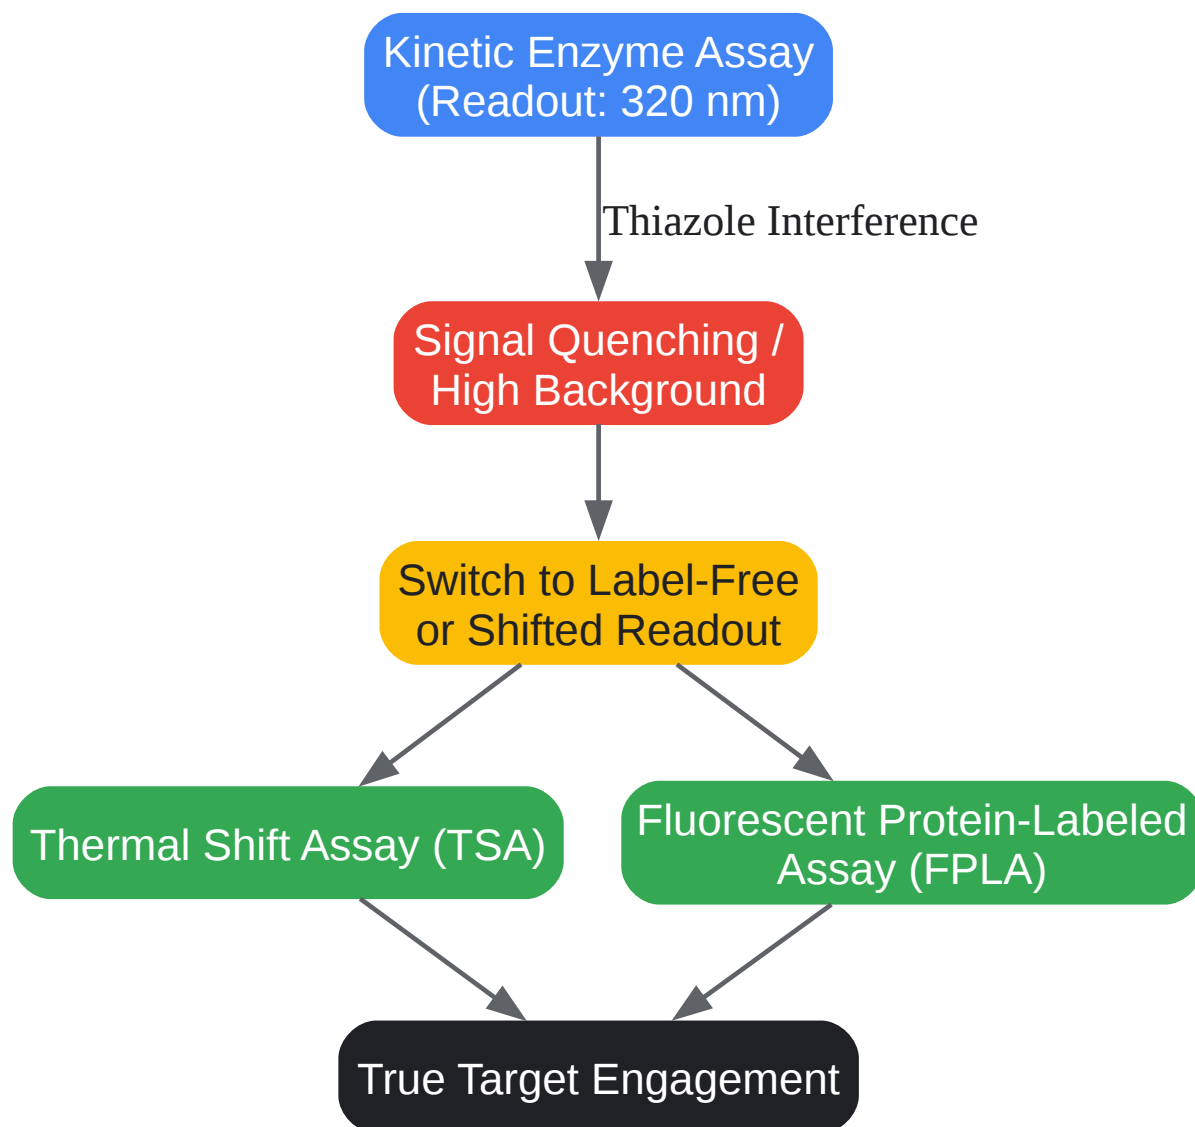 Kinetic Enzyme Assay
(Readout: 320 nm)
Thiazole Interference
Signal Quenching /
High Background
Switch to Label-Free
or Shifted Readout
Thermal Shift Assay (TSA)
Fluorescent Protein-Labeled
Assay (FPLA)
True Target Engagement